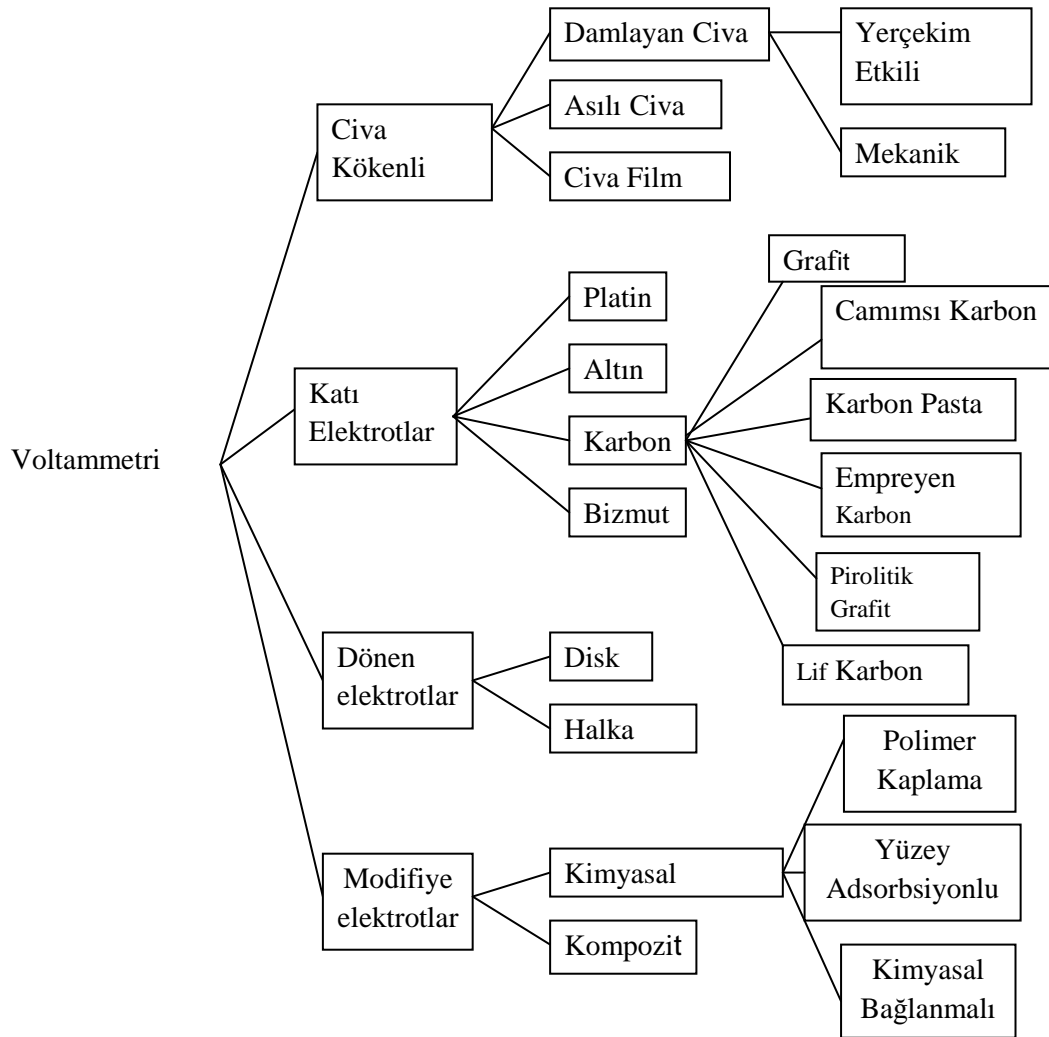 Damlayan Civa
Yerçekim
Etkili
Asılı Civa
Civa
Kökenli
Mekanik
Civa Film
Grafit
Platin
Camımsı Karbon
Altın
Katı
Elektrotlar
Karbon Pasta
Karbon
Voltammetri
Empreyen
Karbon
Bizmut
Pirolitik
Grafit
Dönen
elektrotlar
Disk
Lif Karbon
Halka
Polimer
Kaplama
Yüzey
Adsorbsiyonlu
Modifiye
elektrotlar
Kimyasal
Kompozit
Kimyasal
Bağlanmalı